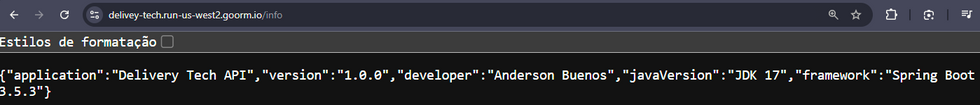 delivey-tech.run-us-west2.goorm.io/info
Estilos de formatação
{"application":"Delivery Tech API","version":"1.0.0","developer":"Anderson Buenos","javaVersion":"JDK 17","framework":"Spring Boot
3.5.3"}